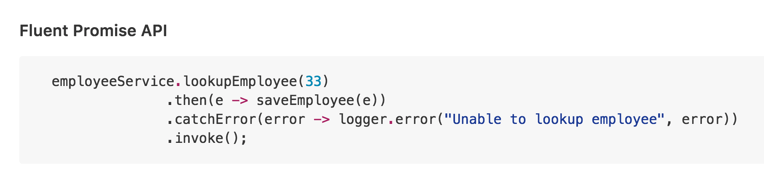 Fluent Promise API
employeeService.lookupEmployee(33)
.then(e -> saveEmployee(e))
.catchError(error -> logger.error("Unable to lookup employee", error))
.invoke();